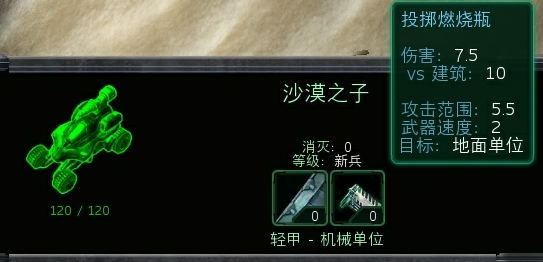 投掷燃烧瓶
伤害: 7.5
vs 建筑: 10
攻击范围: 5.5
武器速度: 2
目标: 地面单位
沙漠之子
消灭: 0
等级: 新兵
0
0
120 / 120
轻甲 - 机械单位